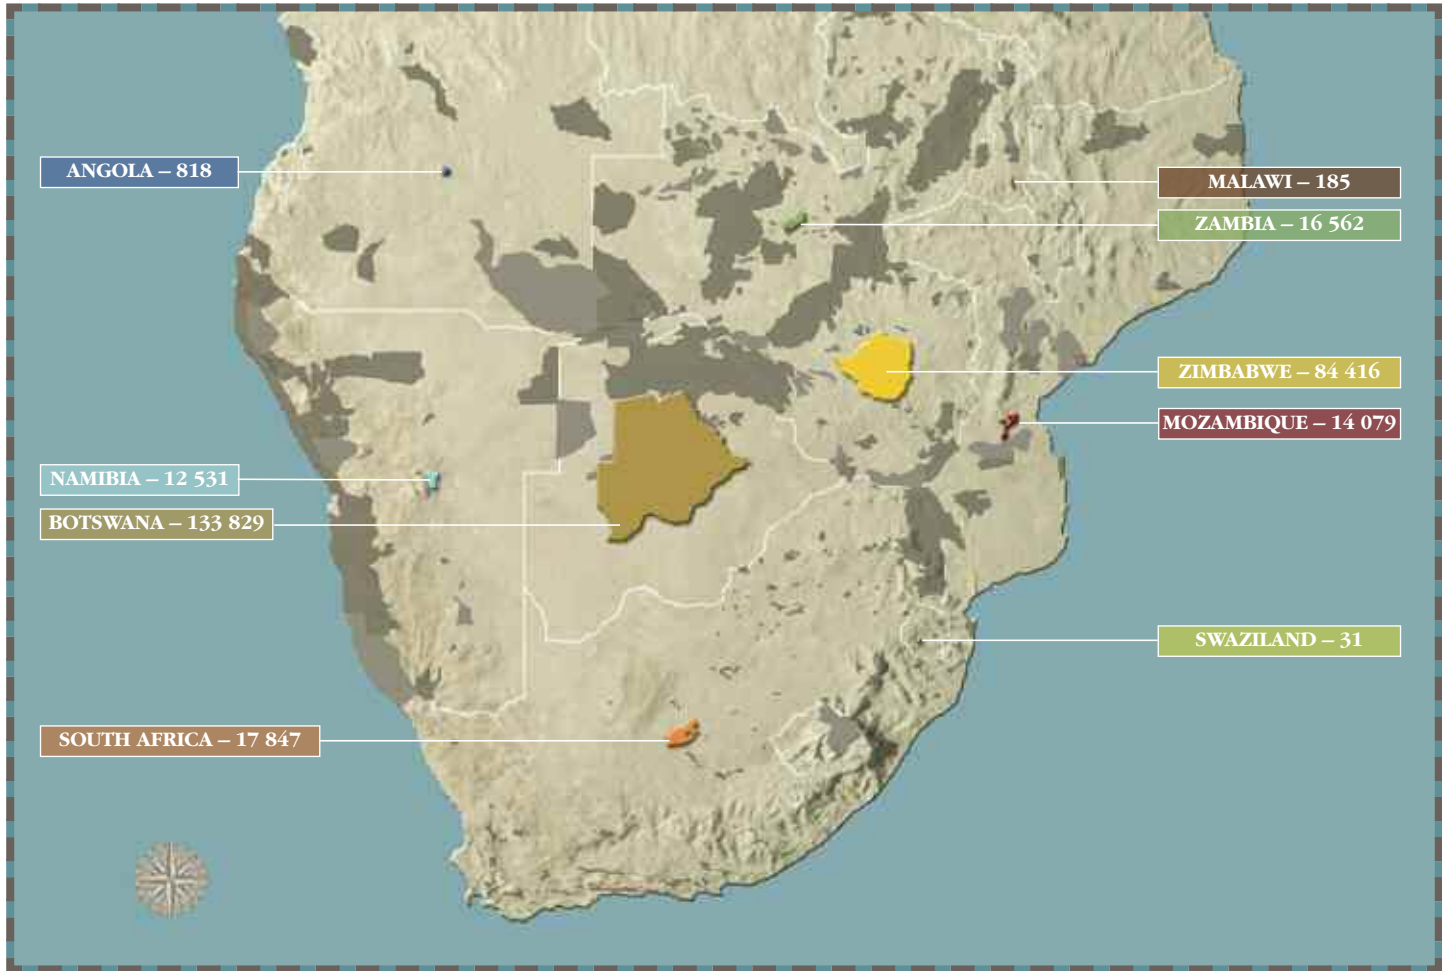 ANGOLA – 818
MALAWI – 185
ZAMBIA – 16 562
ZIMBABWE – 84 416
MOZAMBIQUE – 14 079
NAMIBIA – 12 531
BOTSWANA – 133 829
SWAZILAND – 31
SOUTH AFRICA – 17 847